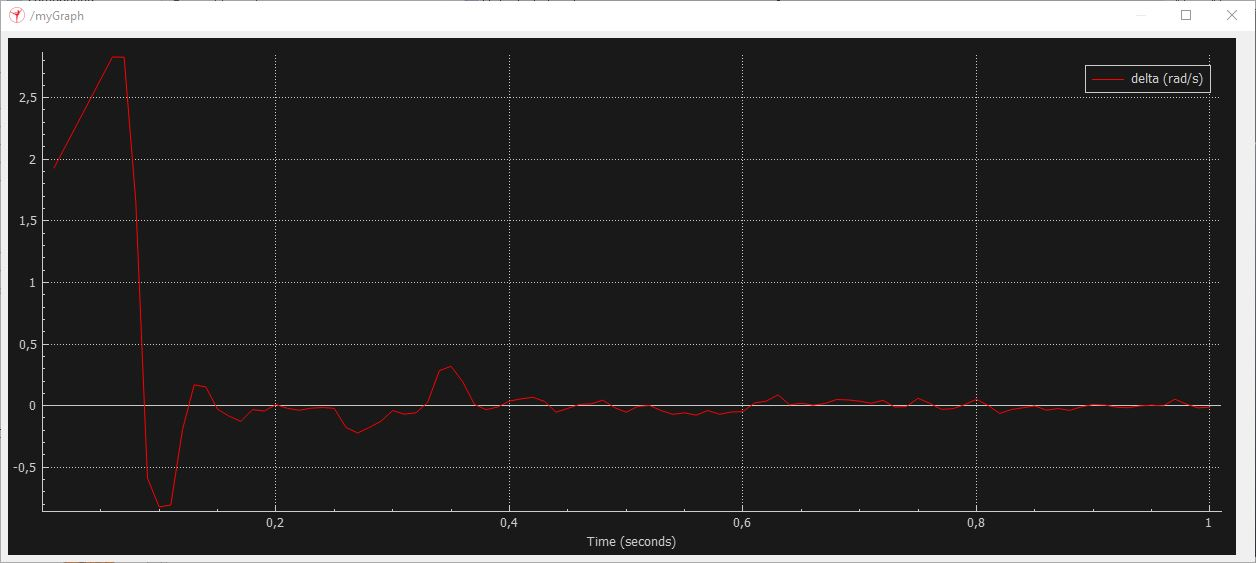 /myGraph
delta (rad/s)
2,5
2
1,5
1
0,5
0
-0,5
0,2 0,4 0,6 0,8 1
Time (seconds)